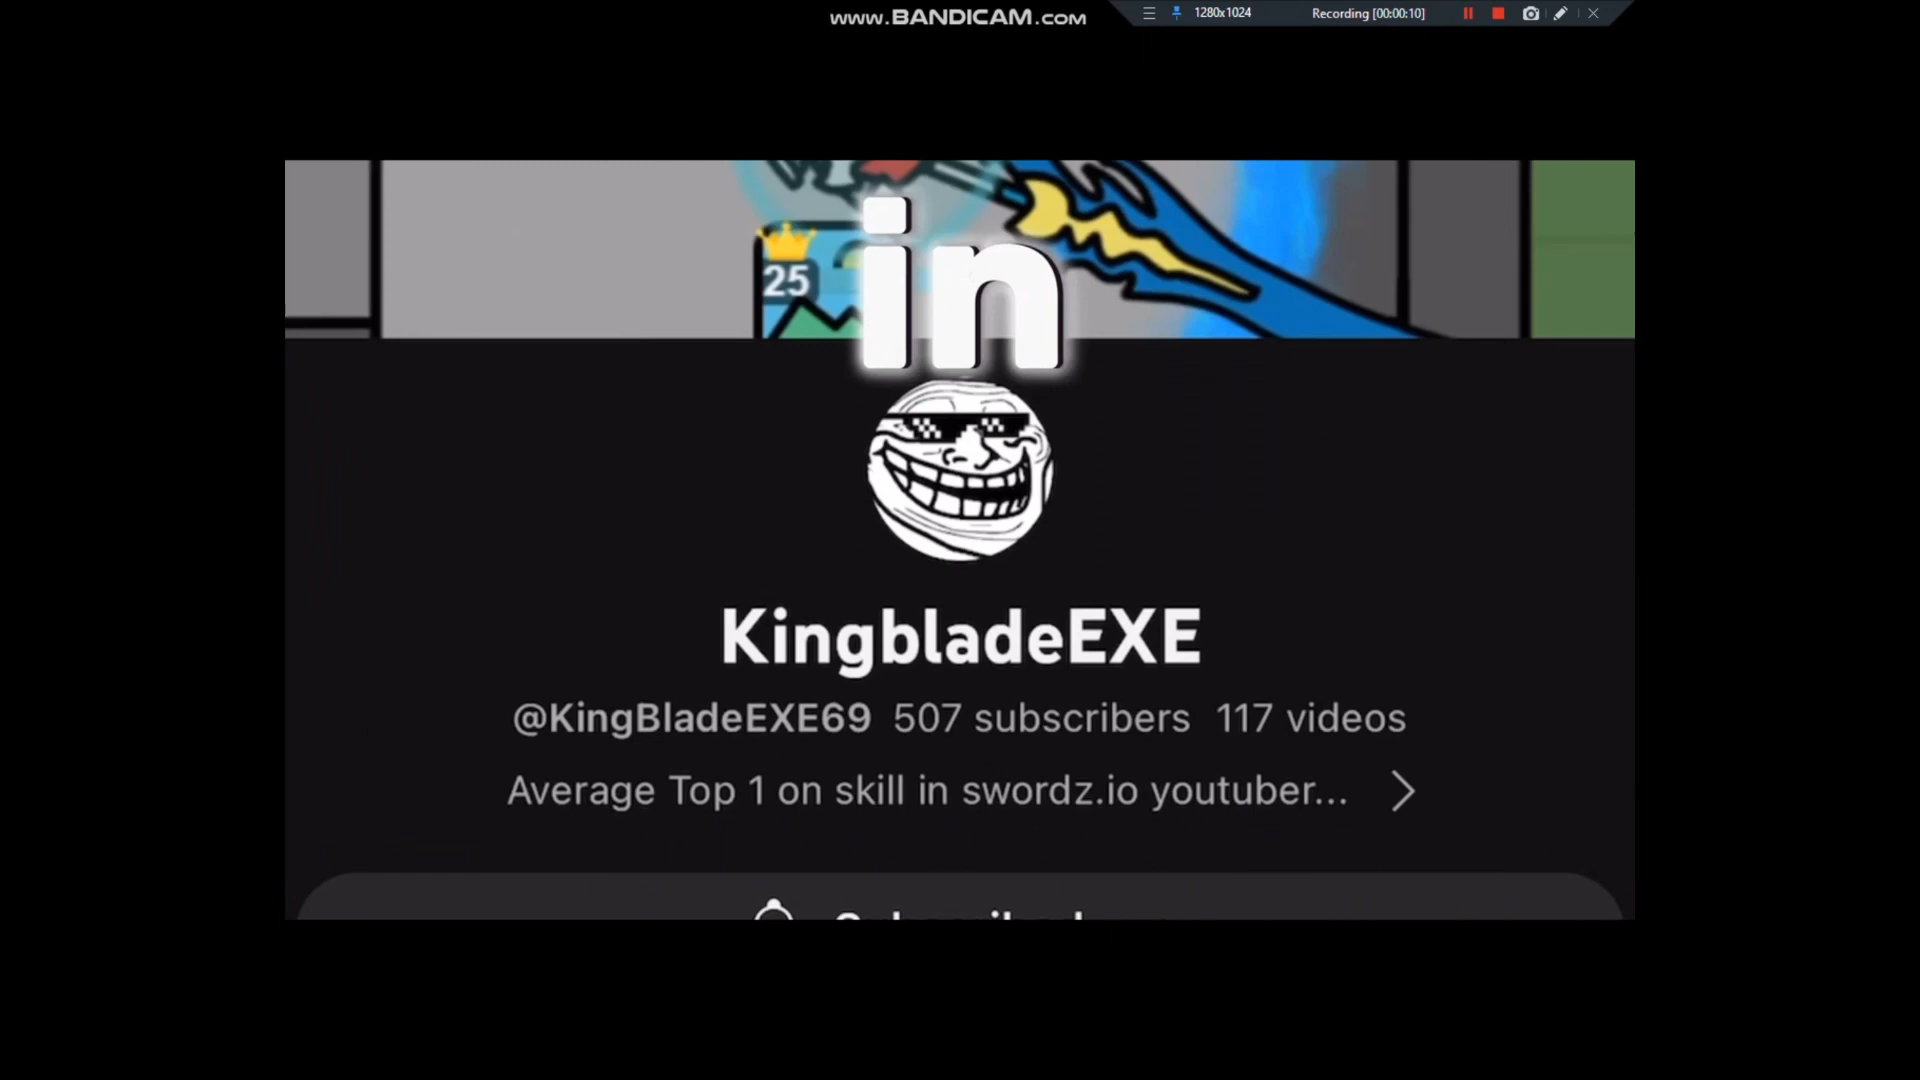 www.BANDICAM.com
1280x1024
Recording [00:00:10]
25
in
KingbladeEXE
@KingBladeEXE69 507 subscribers 117 videos
Average Top 1 on skill in swordz.io youtuber...